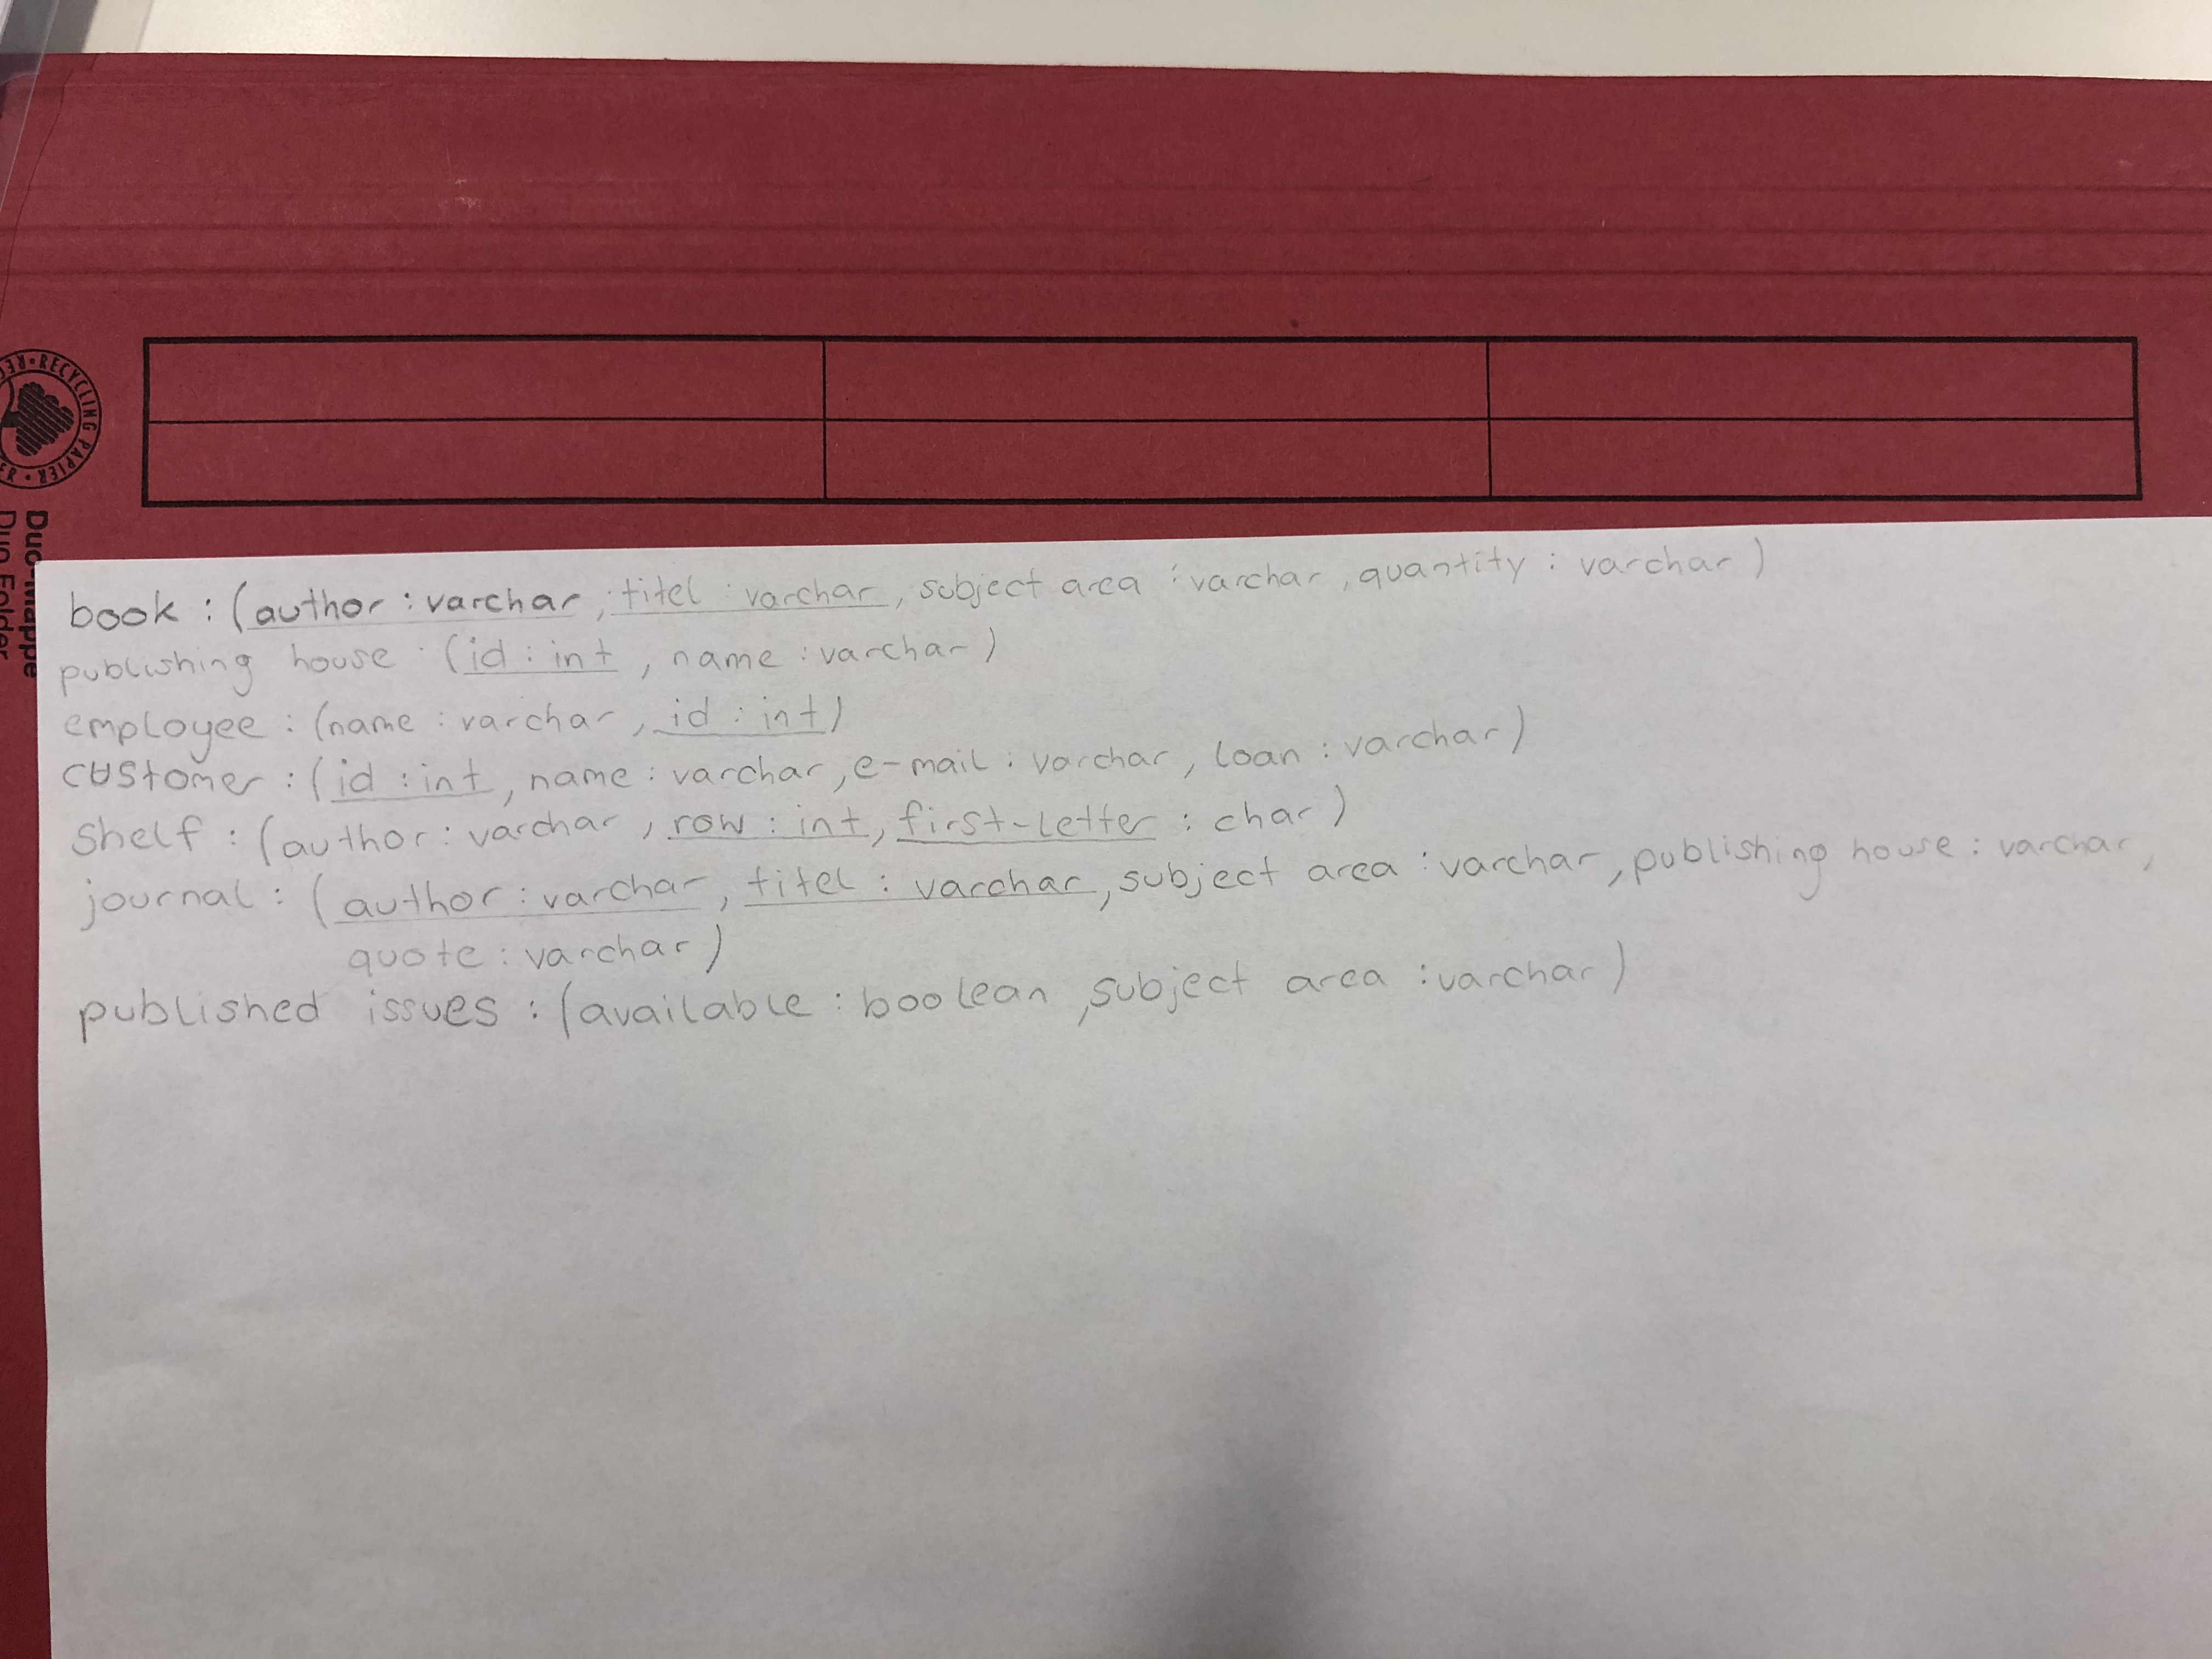 Duo-Mappe
Duo Folder
RECYCLING PAPIER
book : (author : varchar, titel : varchar, subject area : varchar, quantity : varchar)
publishing house : (id : int, name : varchar)
employee : (name : varchar, id : int)
customer : (id : int, name : varchar, e-mail : varchar, loan : varchar)
Shelf : (author : varchar, row : int, first-letter : char)
journal : (author : varchar, titel : varchar, subject area : varchar, publishing house : varchar,
quote : varchar)
published issues : (available : boolean, subject area : varchar)